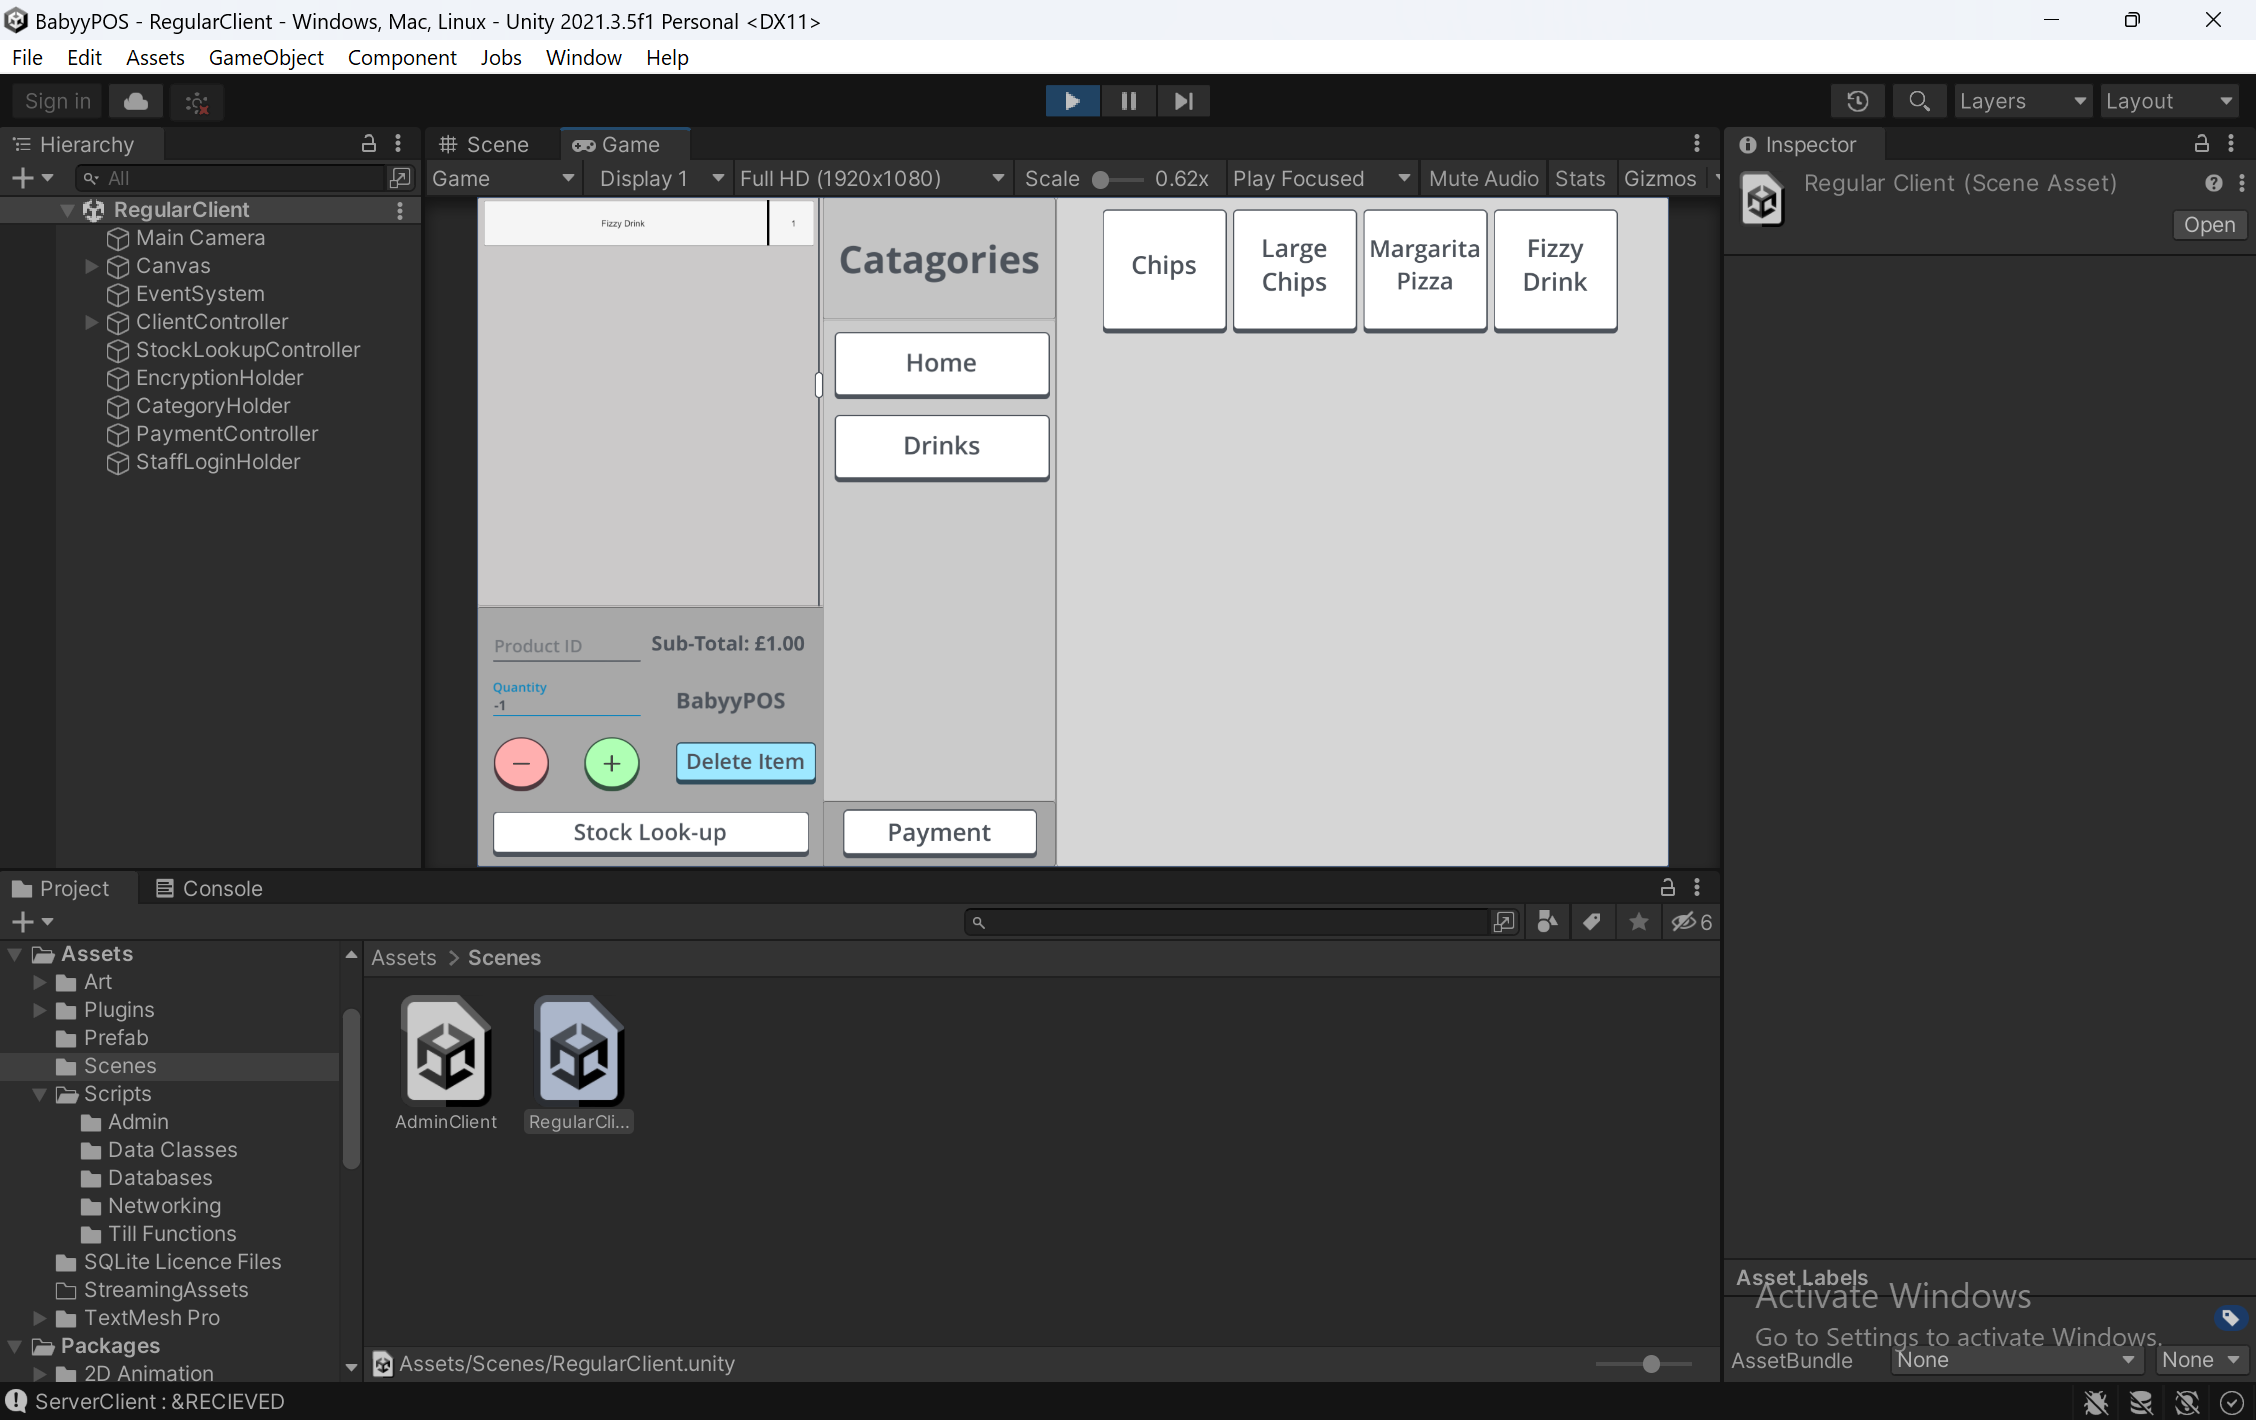 BabyyPOS - RegularClient - Windows, Mac, Linux - Unity 2021.3.5f1 Personal <DX11>
File Edit Assets GameObject Component Jobs Window Help
Sign in
Layers
Layout
Hierarchy
All
RegularClient
Main Camera
Canvas
EventSystem
ClientController
StockLookupController
EncryptionHolder
CategoryHolder
PaymentController
StaffLoginHolder
Scene
Game
Game
Display 1
Full HD (1920x1080)
Scale 0.62x
Play Focused
Mute Audio
Stats
Gizmos
Fizzy Drink 1
Product ID
Sub-Total: £1.00
Quantity
-1
BabyyPOS
−
+
Delete Item
Stock Look-up
Catagories
Home
Drinks
Payment
Chips
Large
Chips
Margarita
Pizza
Fizzy
Drink
Inspector
Regular Client (Scene Asset)
Open
Project
Console
6
Assets
Art
Plugins
Prefab
Scenes
Scripts
Admin
Data Classes
Databases
Networking
Till Functions
SQLite Licence Files
StreamingAssets
TextMesh Pro
Packages
2D Animation
Assets > Scenes
AdminClient
RegularCli...
Assets/Scenes/RegularClient.unity
Asset Labels
Activate Windows
Go to Settings to activate Windows.
AssetBundle
None
None
ServerClient : &RECIEVED